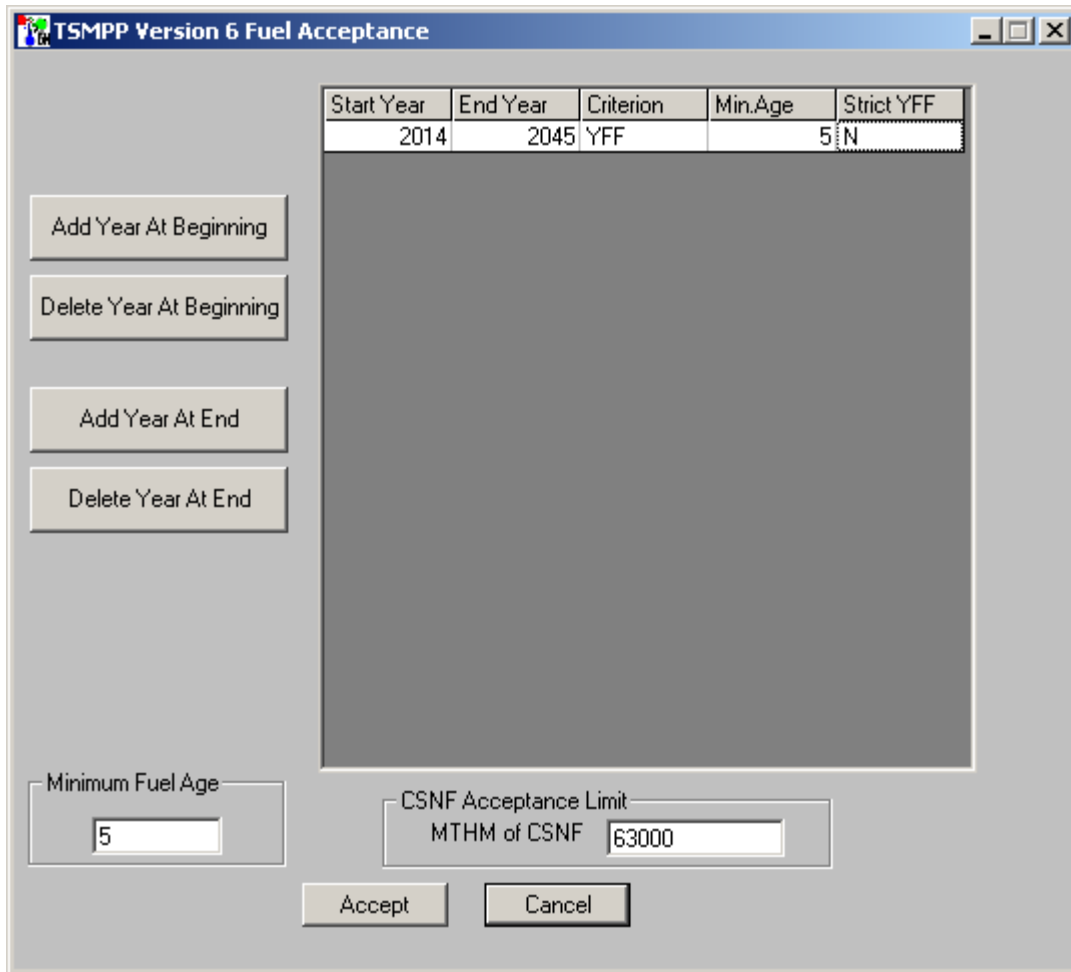 TSMPP Version 6 Fuel Acceptance
Start Year End Year Criterion Min.Age Strict YFF
2014 2045 YFF 5 N
Add Year At Beginning
Delete Year At Beginning
Add Year At End
Delete Year At End
Minimum Fuel Age
5
CSNF Acceptance Limit
MTHM of CSNF 63000
Accept Cancel